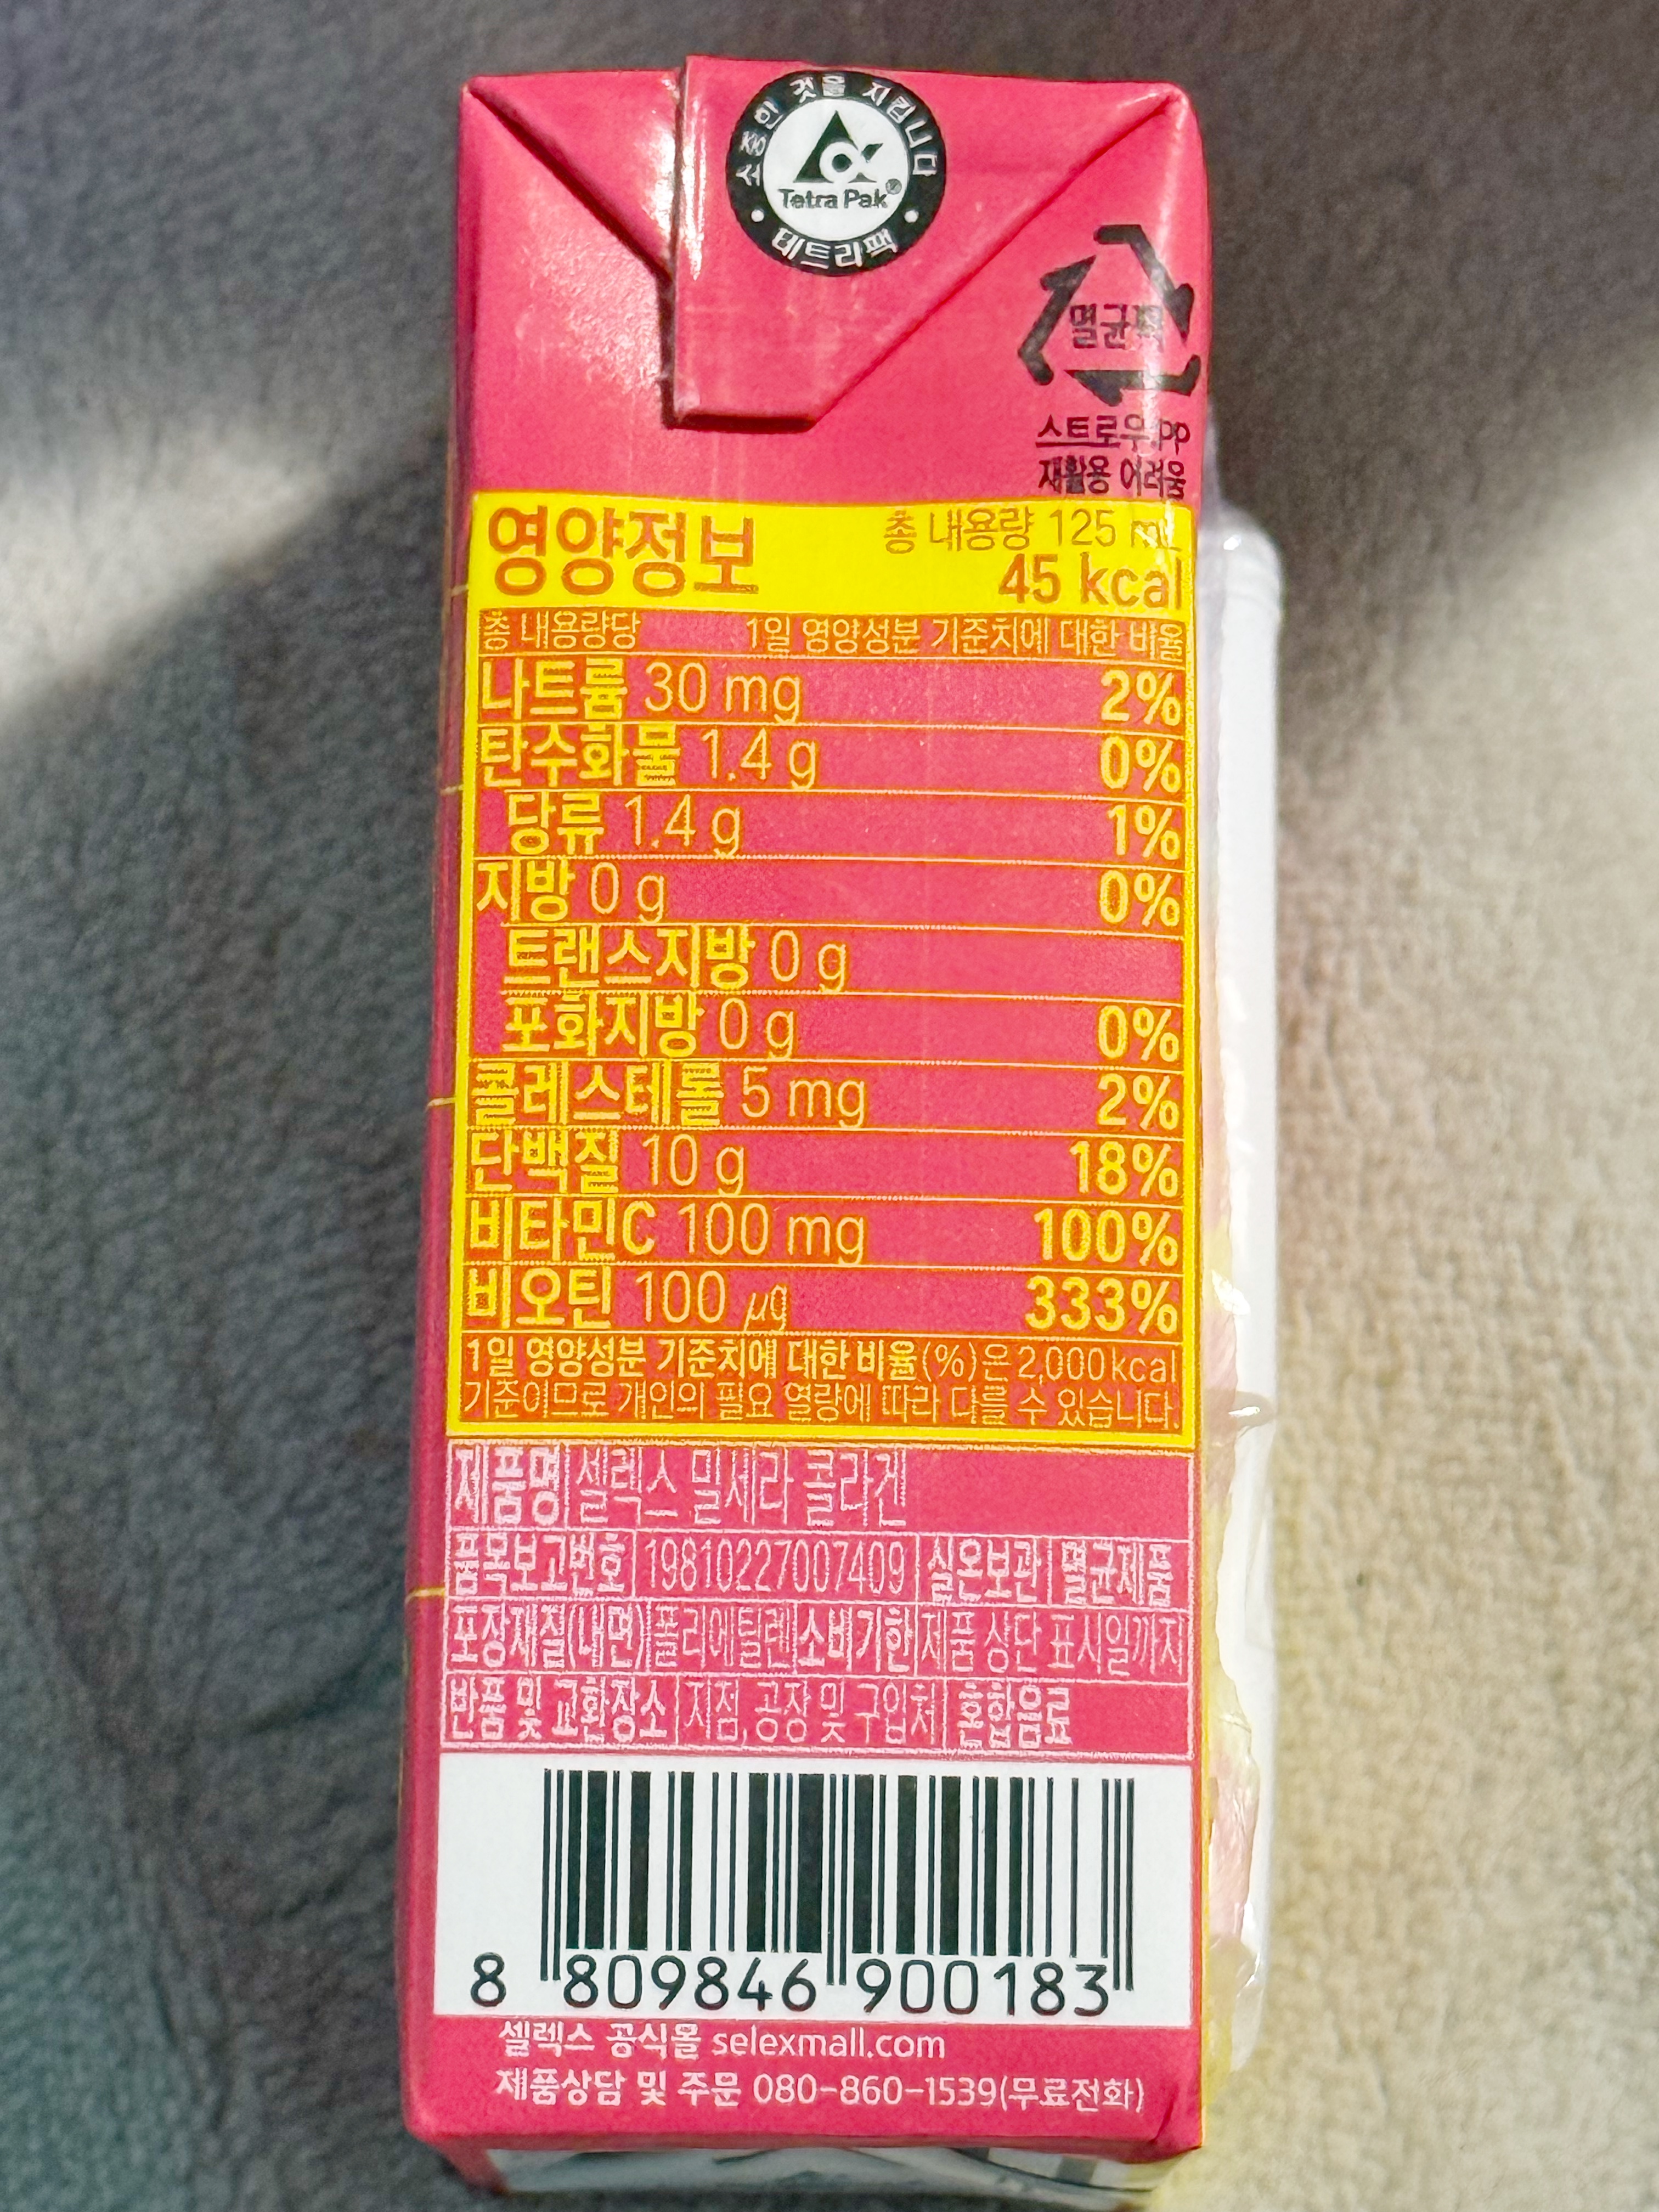 소중한 것을 지킵니다
Tetra Pak®
테트라팩
멸균팩
스트로우:PP
재활용 어려움
영양정보
총 내용량 125 mL
45 kcal
총 내용량당 1일 영양성분 기준치에 대한 비율
나트륨 30 mg 2%
탄수화물 1.4 g 0%
당류 1.4 g 1%
지방 0 g 0%
트랜스지방 0 g
포화지방 0 g 0%
콜레스테롤 5 mg 2%
단백질 10 g 18%
비타민C 100 mg 100%
비오틴 100 μg 333%
1일 영양성분 기준치에 대한 비율(%)은 2,000kcal
기준이므로 개인의 필요 열량에 따라 다를 수 있습니다.
제품명 셀렉스 밀세라 콜라겐
품목보고번호 19810227007409 실온보관 멸균제품
포장재질(내면) 폴리에틸렌 소비기한 제품 상단 표시일까지
반품 및 교환장소 지점, 공장 및 구입처 혼합음료
8 809846 900183
셀렉스 공식몰 selexmall.com
제품상담 및 주문 080-860-1539(무료전화)